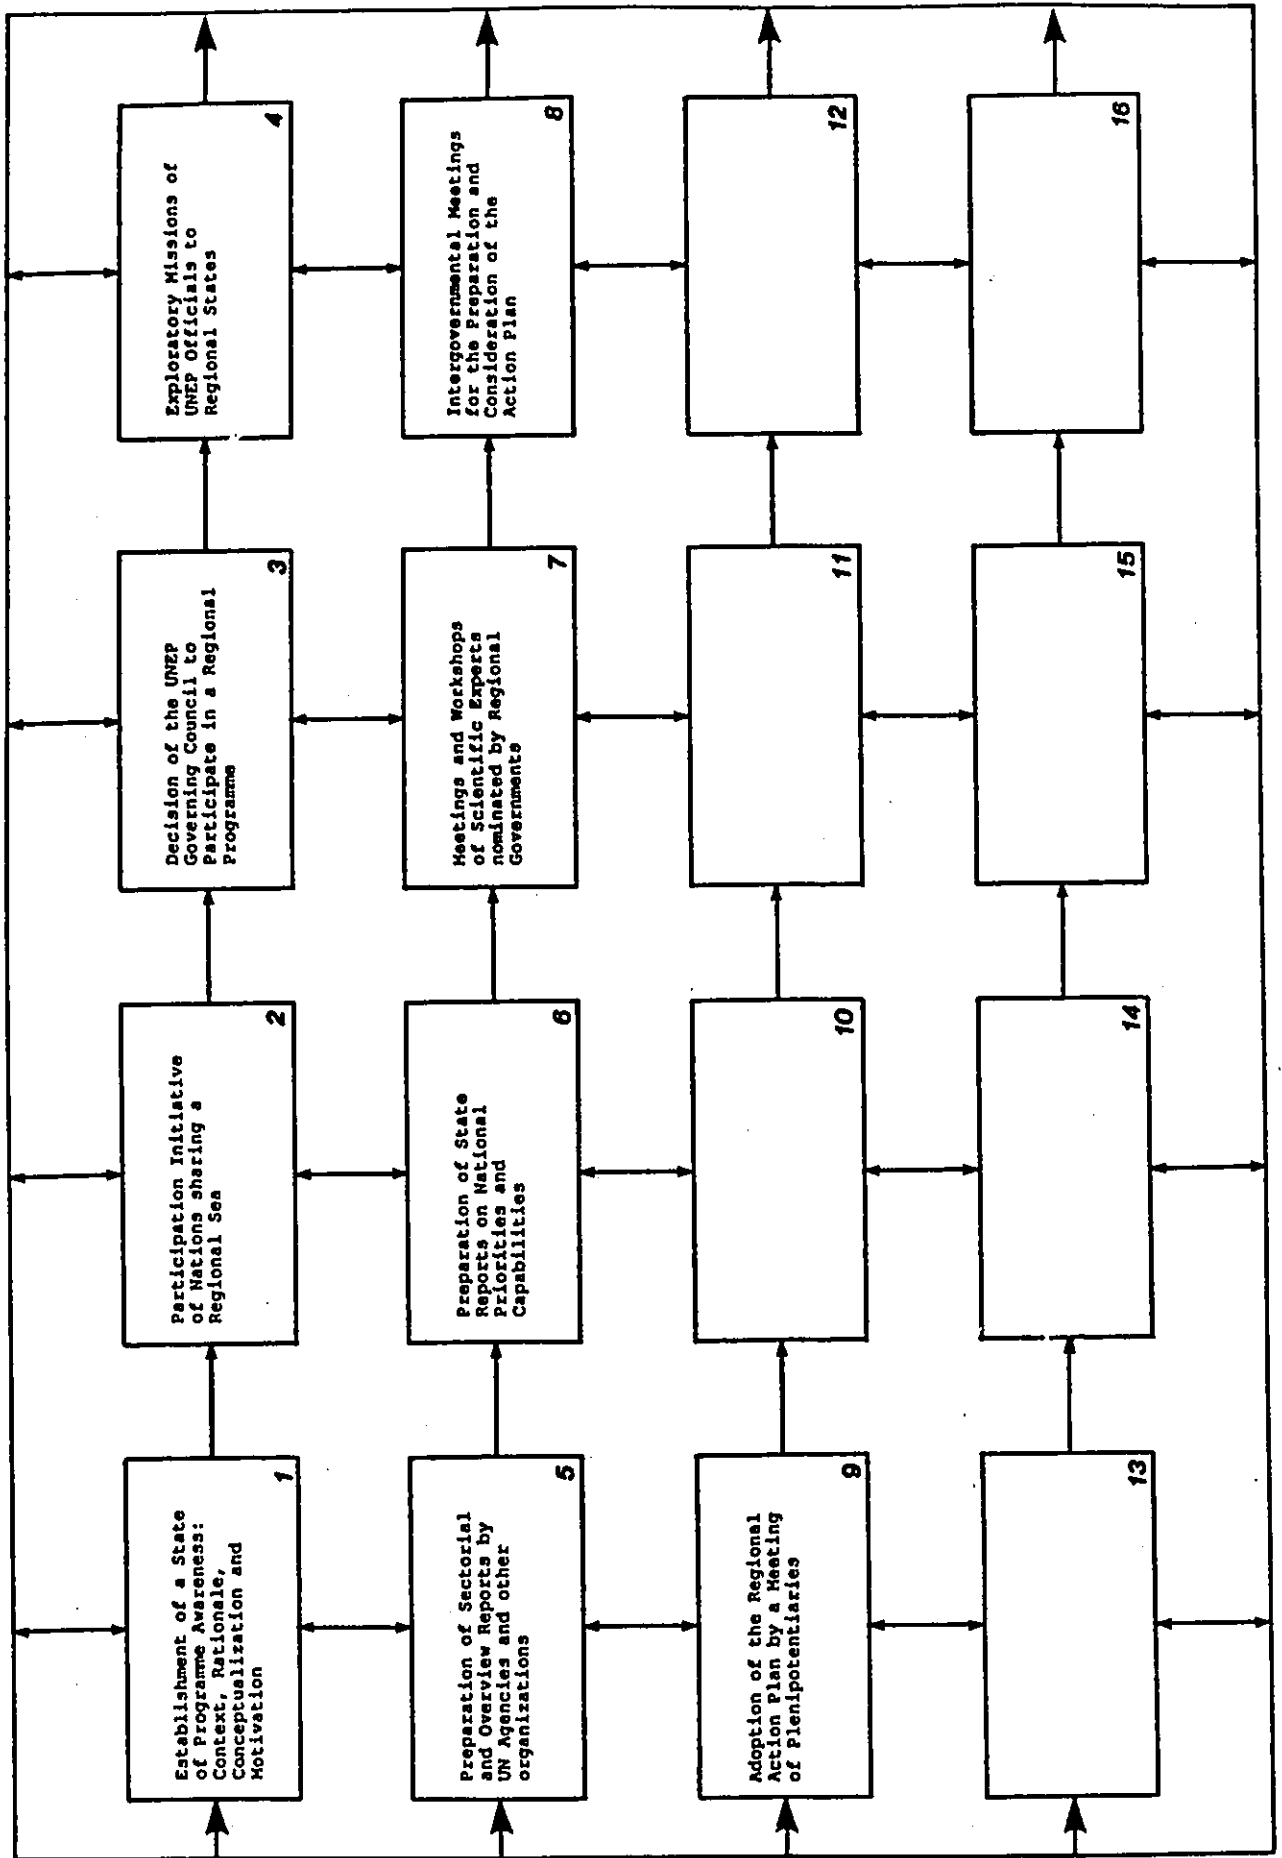 Establishment of a State
of Programme Awareness:
Context, Rationale,
Conceptualization and
Motivation
1
Participation Initiative
of Nations sharing a
Regional Sea
2
Decision of the UNEP
Governing Council to
Participate in a Regional
Programme
3
Exploratory Missions of
UNEP Officials to
Regional States
4
Preparation of Sectorial
and Overview Reports by
UN Agencies and other
organizations
5
Preparation of State
Reports on National
Priorities and
Capabilities
6
Meetings and Workshops
of Scientific Experts
nominated by Regional
Governments
7
Intergovernmental Meetings
for the Preparation and
Consideration of the
Action Plan
8
Adoption of the Regional
Action Plan by a Meeting
of Plenipotentiaries
9
10
11
12
13
14
15
16